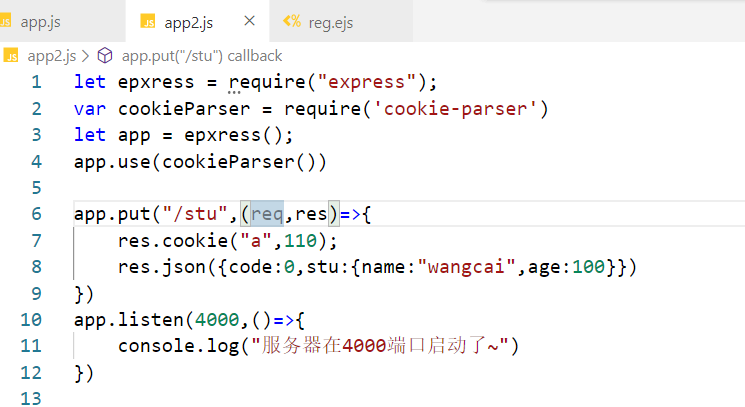 JS app.js
JS app2.js × <% reg.ejs
JS app2.js > app.put("/stu") callback
1 let epxress = require("express");
2 var cookieParser = require('cookie-parser')
3 let app = epxress();
4 app.use(cookieParser())
5
6 app.put("/stu",(req,res)=>{
7 res.cookie("a",110);
8 res.json({code:0,stu:{name:"wangcai",age:100}})
9 })
10 app.listen(4000,()=>{
11 console.log("服务器在4000端口启动了~")
12 })
13